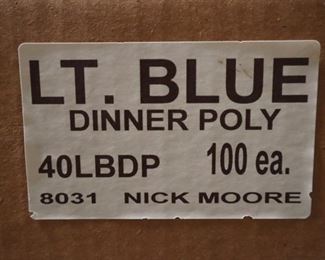 LT. BLUE
DINNER POLY
40LBDP 100 ea.
8031 NICK MOORE